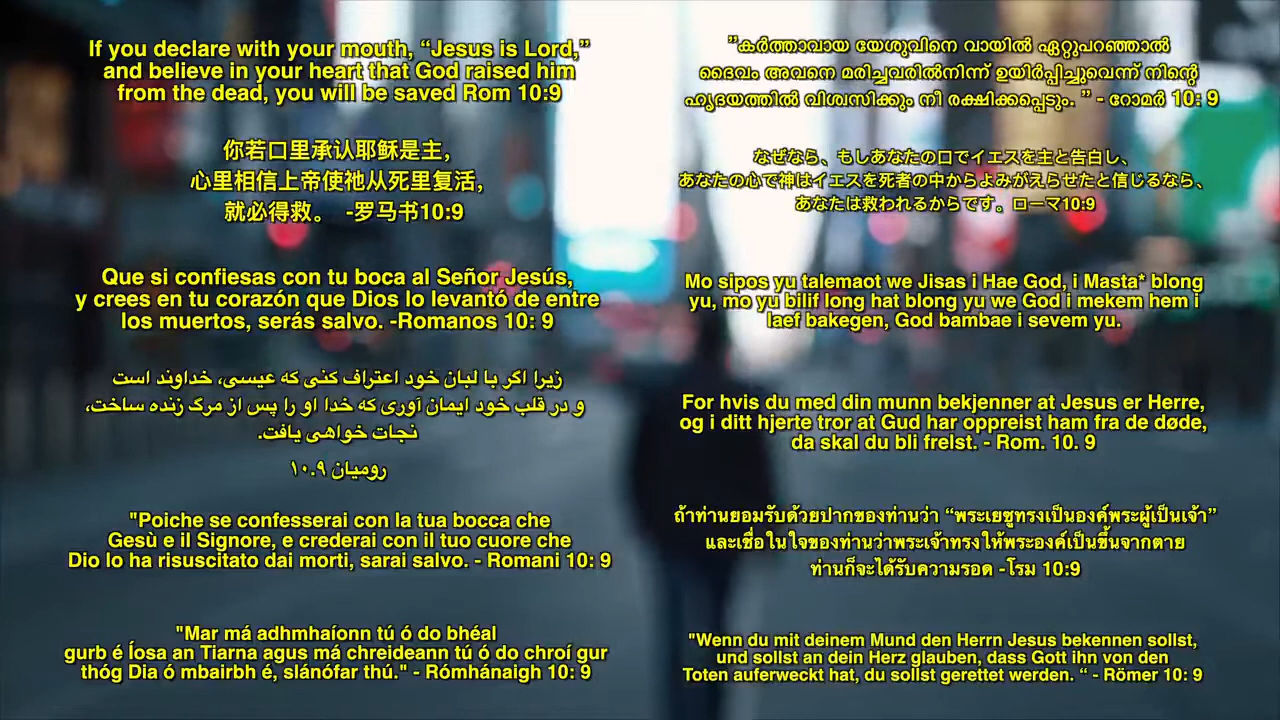 If you declare with your mouth, “Jesus is Lord,”
and believe in your heart that God raised him
from the dead, you will be saved Rom 10:9
你若口里承认耶稣是主，
心里相信上帝使祂从死里复活，
就必得救。 -罗马书10:9
Que si confiesas con tu boca al Señor Jesús,
y crees en tu corazón que Dios lo levantó de entre
los muertos, serás salvo. -Romanos 10: 9
زیرا اگر با لبان خود اعتراف کنی که عیسی، خداوند است
و در قلب خود ایمان آوری که خدا او را پس از مرگ زنده ساخت،
نجات خواهی یافت.
رومیان ۱۰.۹
"Poiche se confesserai con la tua bocca che
Gesù e il Signore, e crederai con il tuo cuore che
Dio lo ha risuscitato dai morti, sarai salvo. - Romani 10: 9
"Mar má adhmhaíonn tú ó do bhéal
gurb é Íosa an Tiarna agus má chreideann tú ó do chroí gur
thóg Dia ó mbairbh é, slánófar thú." - Rómhánaigh 10: 9
”കർത്താവായ യേശുവിനെ വായിൽ ഏറ്റുപറഞ്ഞാൽ
ദൈവം അവനെ മരിച്ചവരിൽനിന്ന് ഉയിർപ്പിച്ചുവെന്ന് നിന്റെ
ഹൃദയത്തിൽ വിശ്വസിക്കും നീ രക്ഷിക്കപ്പെടും. ” - റോമർ 10: 9
なぜなら、もしあなたの口でイエスを主と告白し、
あなたの心で神はイエスを死者の中からよみがえらせたと信じるなら、
あなたは救われるからです。ローマ10:9
Mo sipos yu talemaot we Jisas i Hae God, i Masta* blong
yu, mo yu bilif long hat blong yu we God i mekem hem i
laef bakegen, God bambae i sevem yu.
For hvis du med din munn bekjenner at Jesus er Herre,
og i ditt hjerte tror at Gud har oppreist ham fra de døde,
da skal du bli frelst. - Rom. 10. 9
ถ้าท่านยอมรับด้วยปากของท่านว่า “พระเยซูทรงเป็นองค์พระผู้เป็นเจ้า”
และเชื่อในใจของท่านว่าพระเจ้าทรงให้พระองค์เป็นขึ้นจากตาย
ท่านก็จะได้รับความรอด -โรม 10:9
"Wenn du mit deinem Mund den Herrn Jesus bekennen sollst,
und sollst an dein Herz glauben, dass Gott ihn von den
Toten auferweckt hat, du sollst gerettet werden. “ - Römer 10: 9